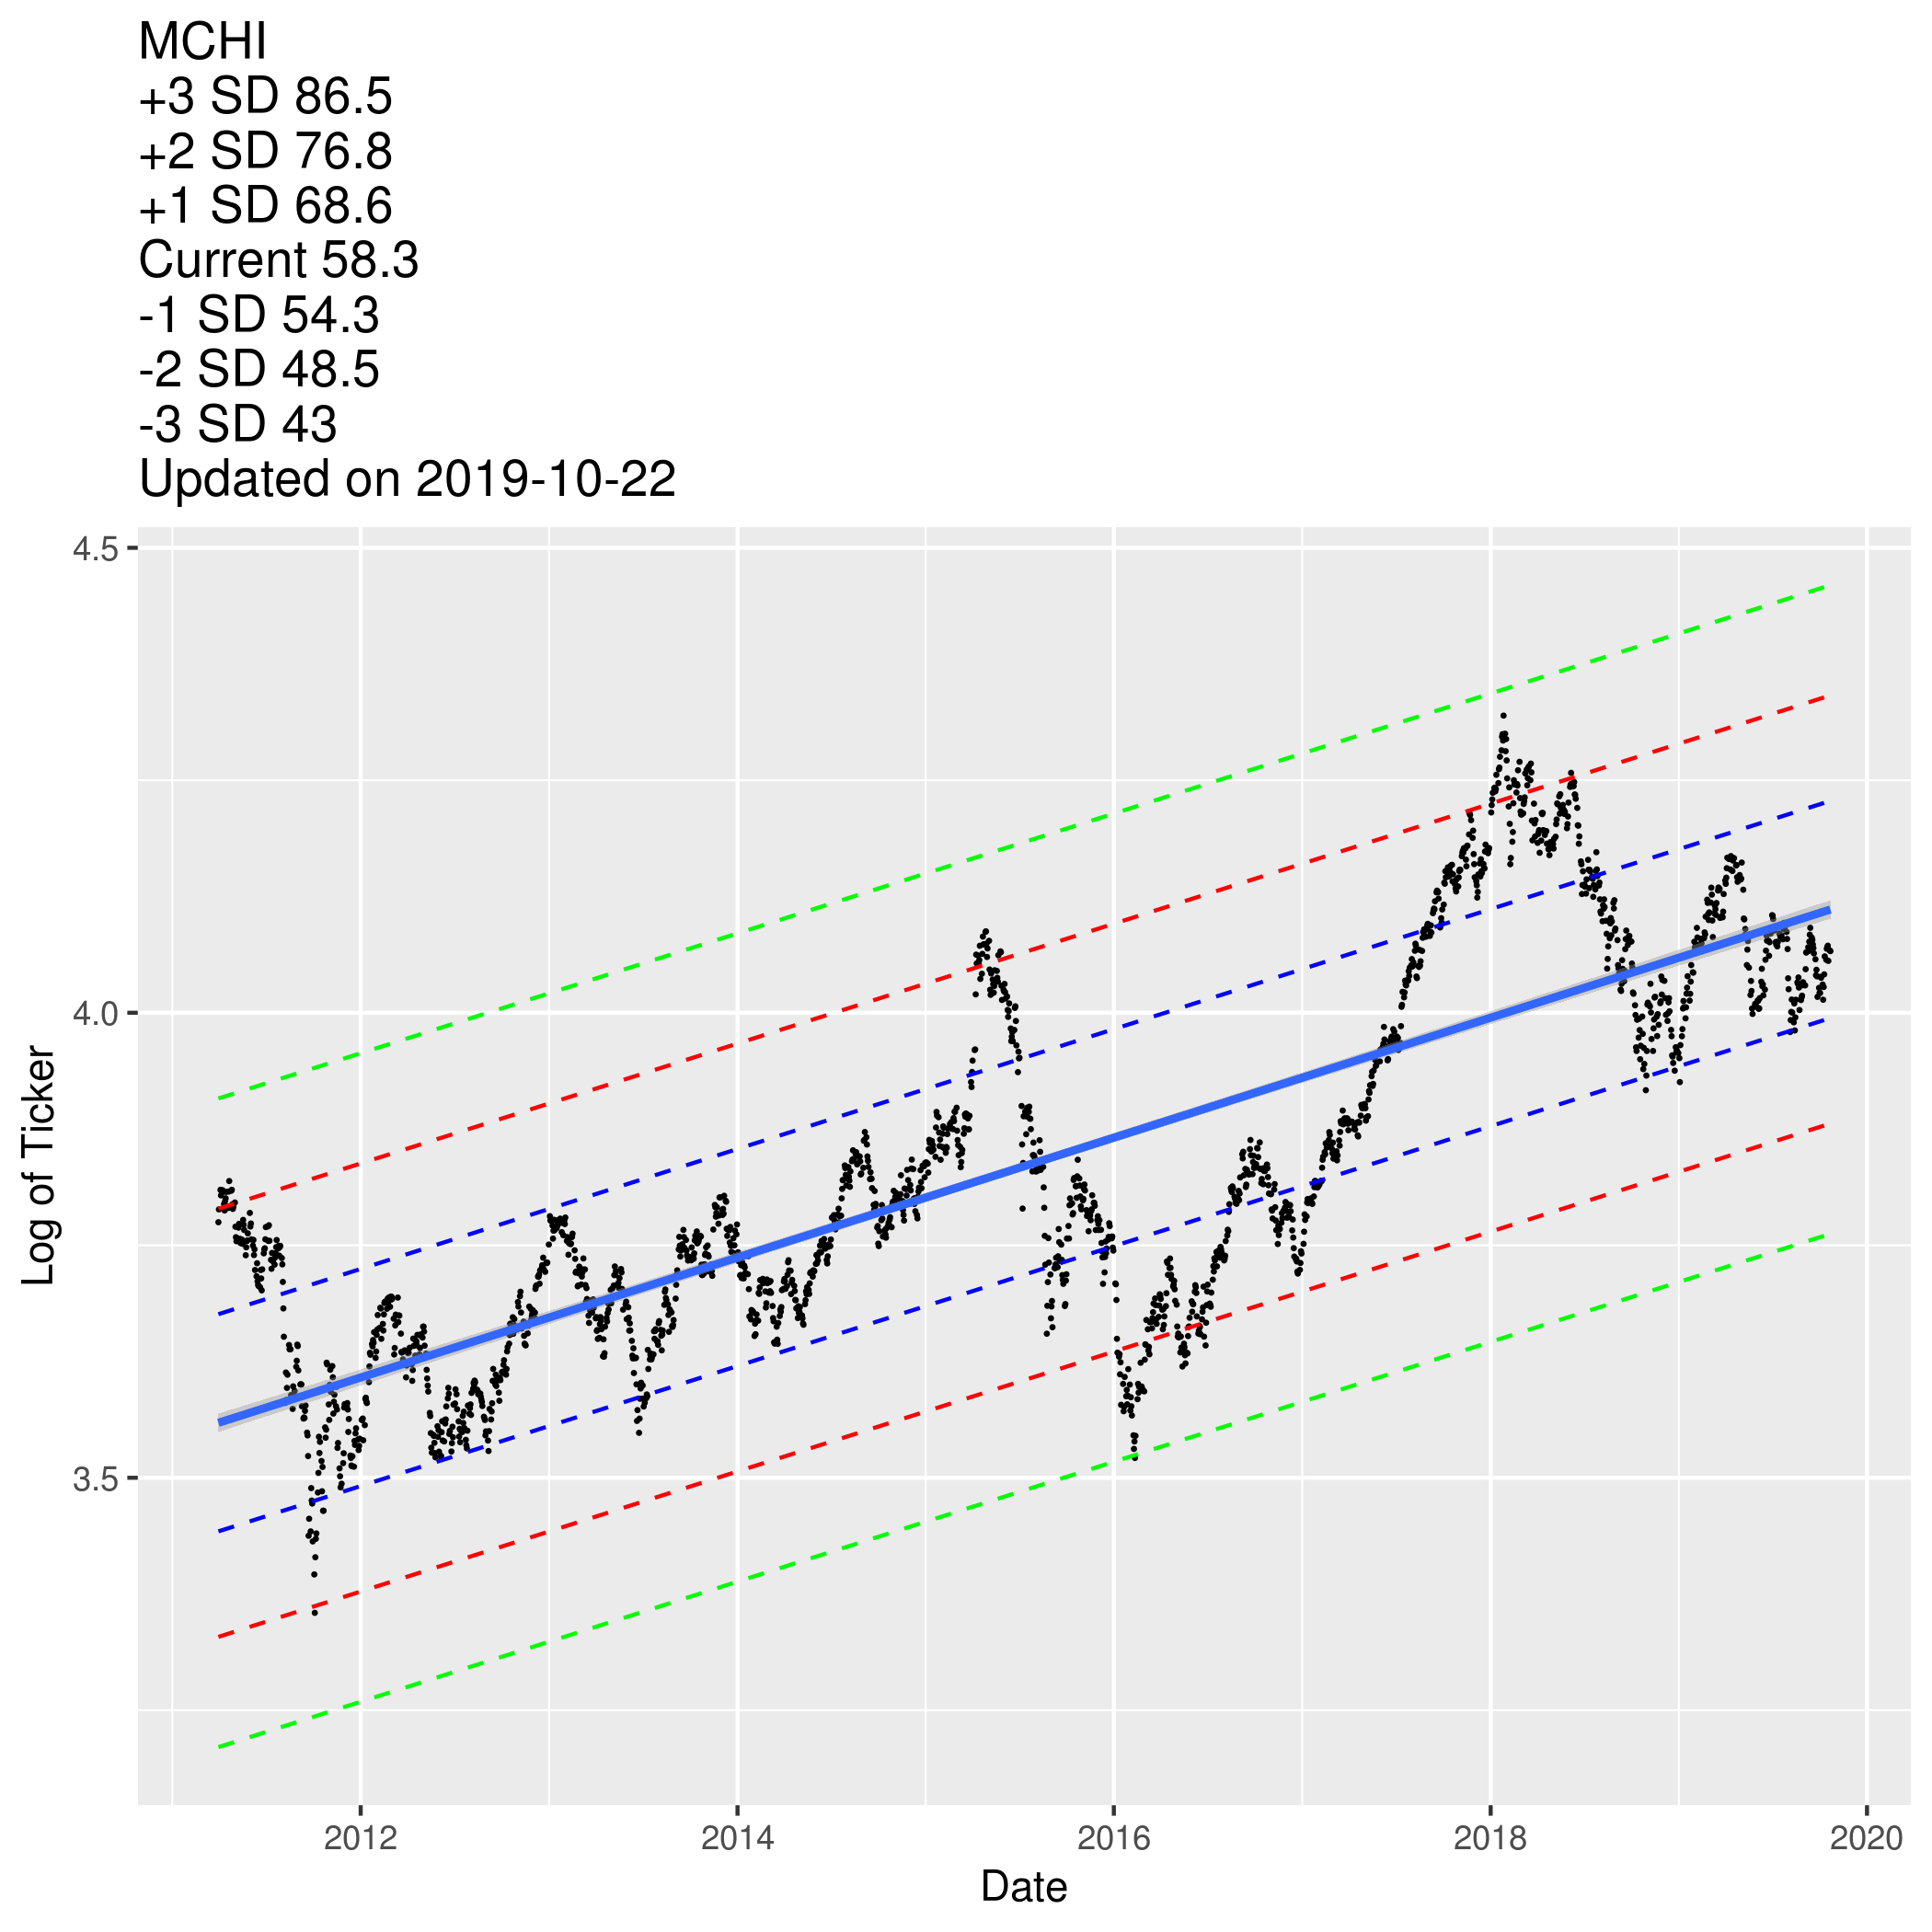 MCHI
+3 SD 86.5
+2 SD 76.8
+1 SD 68.6
Current 58.3
-1 SD 54.3
-2 SD 48.5
-3 SD 43
Updated on 2019-10-22
4.5
4.0
3.5
Log of Ticker
2012
2014
2016
2018
2020
Date